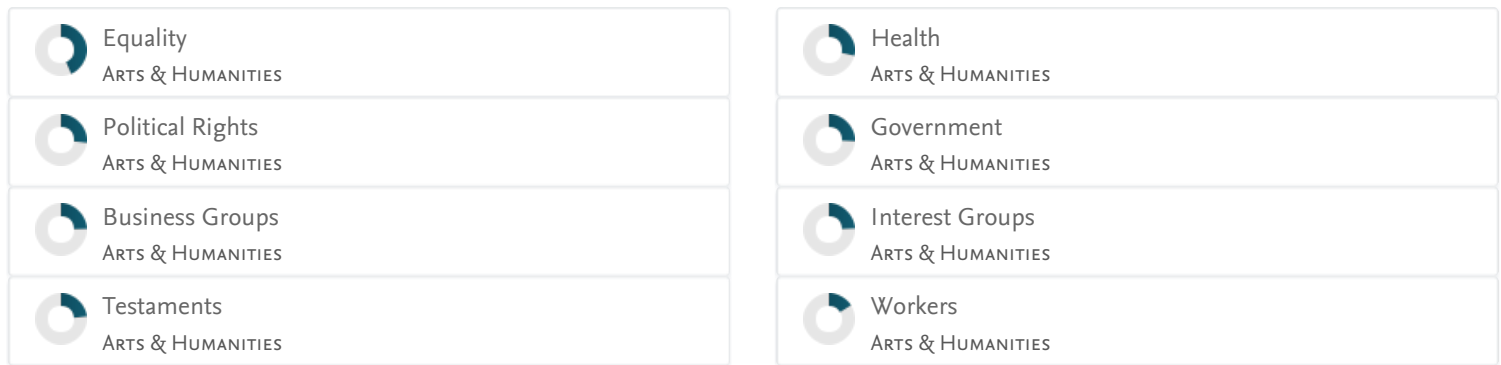 Equality
Arts & Humanities
Health
Arts & Humanities
Political Rights
Arts & Humanities
Government
Arts & Humanities
Business Groups
Arts & Humanities
Interest Groups
Arts & Humanities
Testaments
Arts & Humanities
Workers
Arts & Humanities